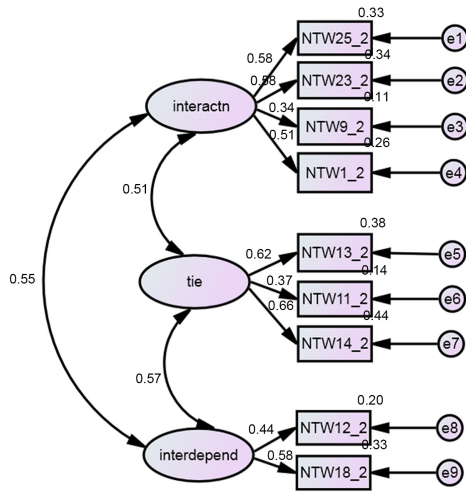 0.33
NTW25_2
e1
0.58
0.34
NTW23_2
e2
0.58
0.11
interactn
0.34
NTW9_2
e3
0.51
0.26
NTW1_2
e4
0.51
0.38
0.62
NTW13_2
e5
0.55
tie
0.14
0.37
NTW11_2
e6
0.66
0.44
NTW14_2
e7
0.57
0.20
0.44
NTW12_2
e8
interdepend
0.33
0.58
NTW18_2
e9